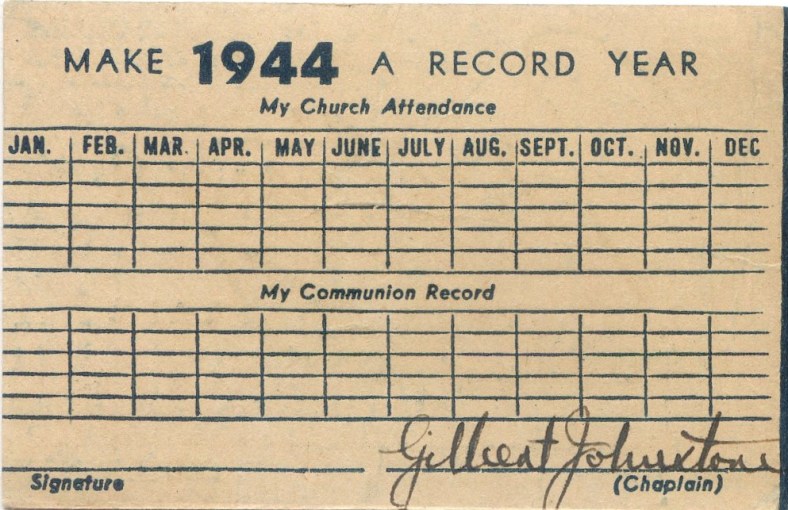 MAKE 1944 A RECORD YEAR
My Church Attendance
JAN. FEB. MAR. APR. MAY JUNE JULY AUG. SEPT. OCT. NOV. DEC
My Communion Record
Gilbert Johnstone
Signature (Chaplain)